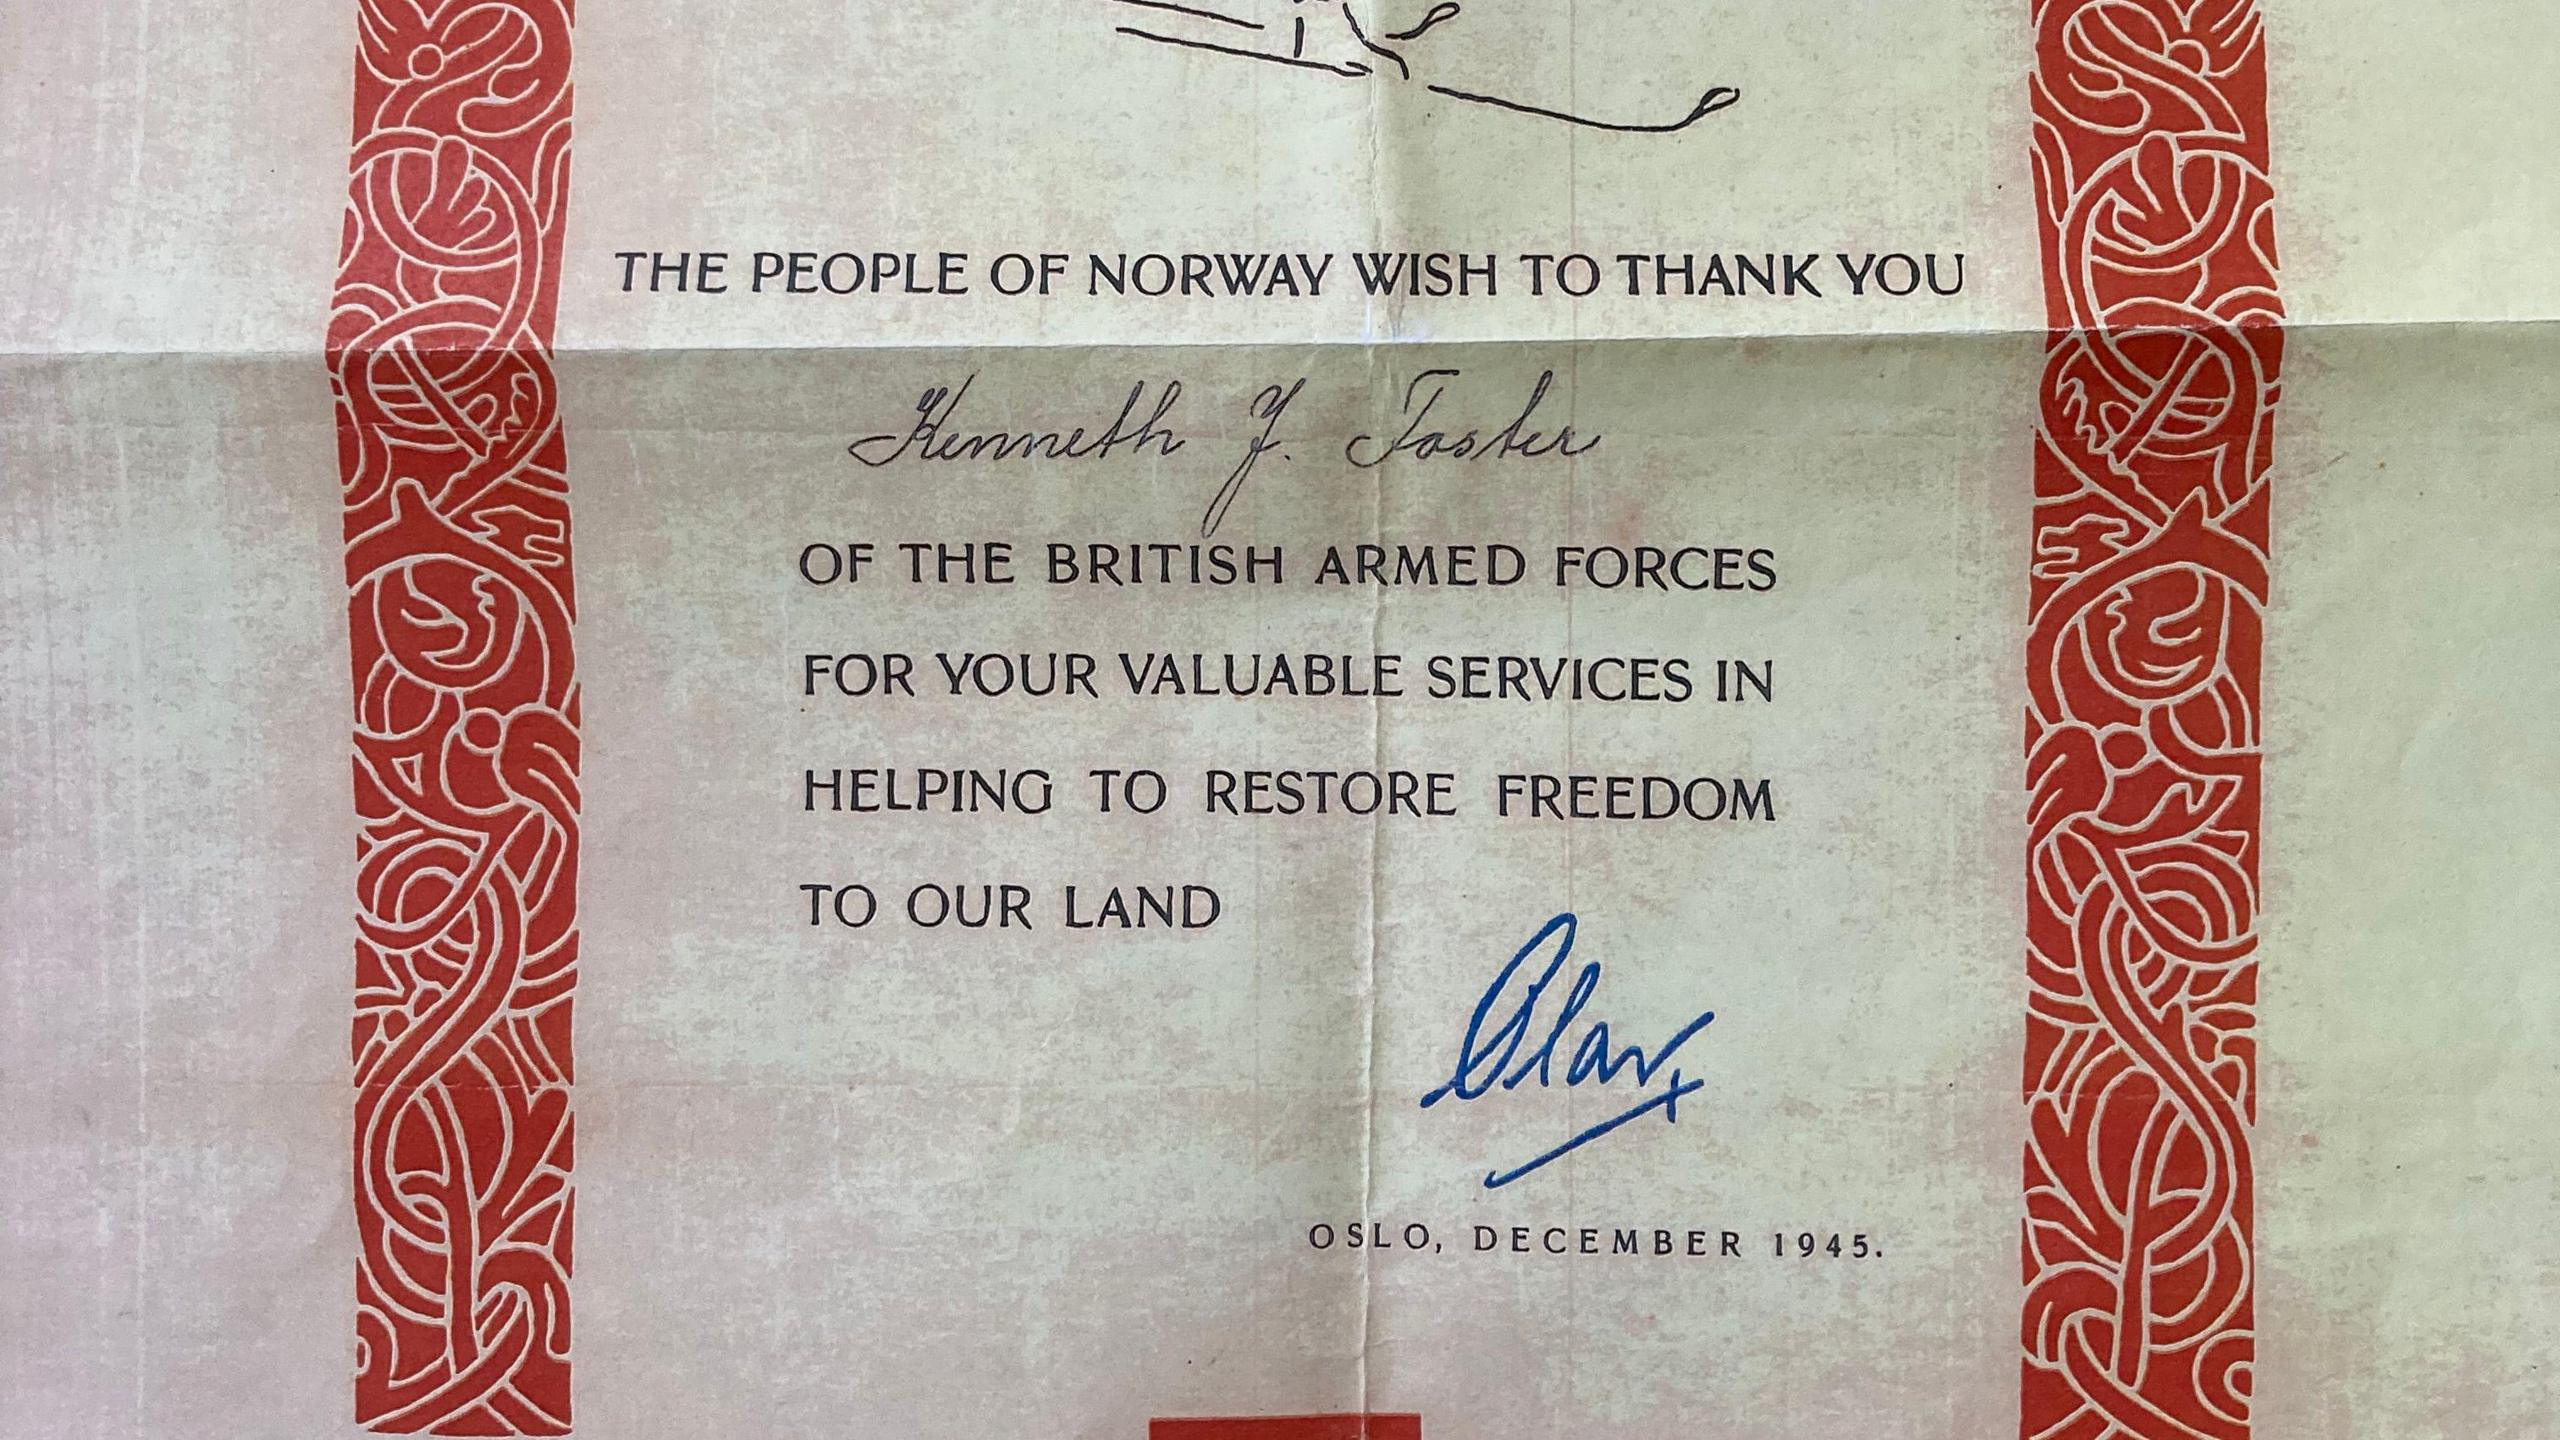 THE PEOPLE OF NORWAY WISH TO THANK YOU
Kenneth J. Foster
OF THE BRITISH ARMED FORCES
FOR YOUR VALUABLE SERVICES IN
HELPING TO RESTORE FREEDOM
TO OUR LAND
Olav
OSLO, DECEMBER 1945.